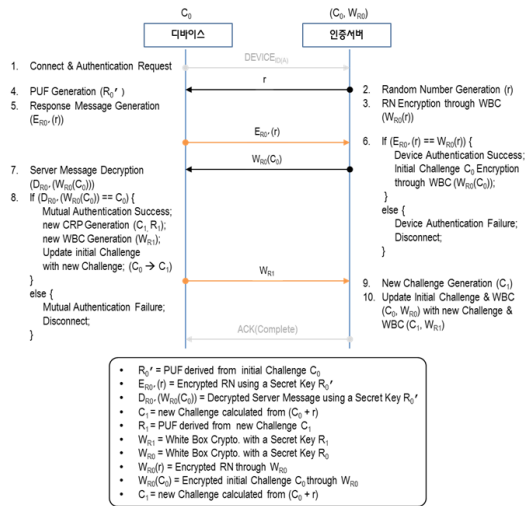 C₀
(C₀, W_R0)
디바이스
인증서버
DEVICE_ID(A)
1. Connect & Authentication Request
r
4. PUF Generation (R₀′ )
5. Response Message Generation
(E_R0′(r))
2. Random Number Generation (r)
3. RN Encryption through WBC
(W_R0(r))
E_R0′(r)
6. If (E_R0′(r) == W_R0(r)) {
Device Authentication Success;
Initial Challenge C₀ Encryption
through WBC (W_R0(C₀));
}
else {
Device Authentication Failure;
Disconnect;
}
W_R0(C₀)
7. Server Message Decryption
(D_R0′(W_R0(C₀)))
8. If (D_R0′(W_R0(C₀)) == C₀) {
Mutual Authentication Success;
new CRP Generation (C₁, R₁);
new WBC Generation (W_R1);
Update initial Challenge
with new Challenge; (C₀ → C₁)
}
else {
Mutual Authentication Failure;
Disconnect;
}
W_R1
9. New Challenge Generation (C₁)
10. Update Initial Challenge & WBC
(C₀, W_R0) with new Challenge &
WBC (C₁, W_R1)
ACK(Complete)
• R₀′ = PUF derived from initial Challenge C₀
• E_R0′(r) = Encrypted RN using a Secret Key R₀′
• D_R0′(W_R0(C₀)) = Decrypted Server Message using a Secret Key R₀′
• C₁ = new Challenge calculated from (C₀ + r)
• R₁ = PUF derived from new Challenge C₁
• W_R1 = White Box Crypto. with a Secret Key R₁
• W_R0 = White Box Crypto. with a Secret Key R₀
• W_R0(r) = Encrypted RN through W_R0
• W_R0(C₀) = Encrypted initial Challenge C₀ through W_R0
• C₁ = new Challenge calculated from (C₀ + r)